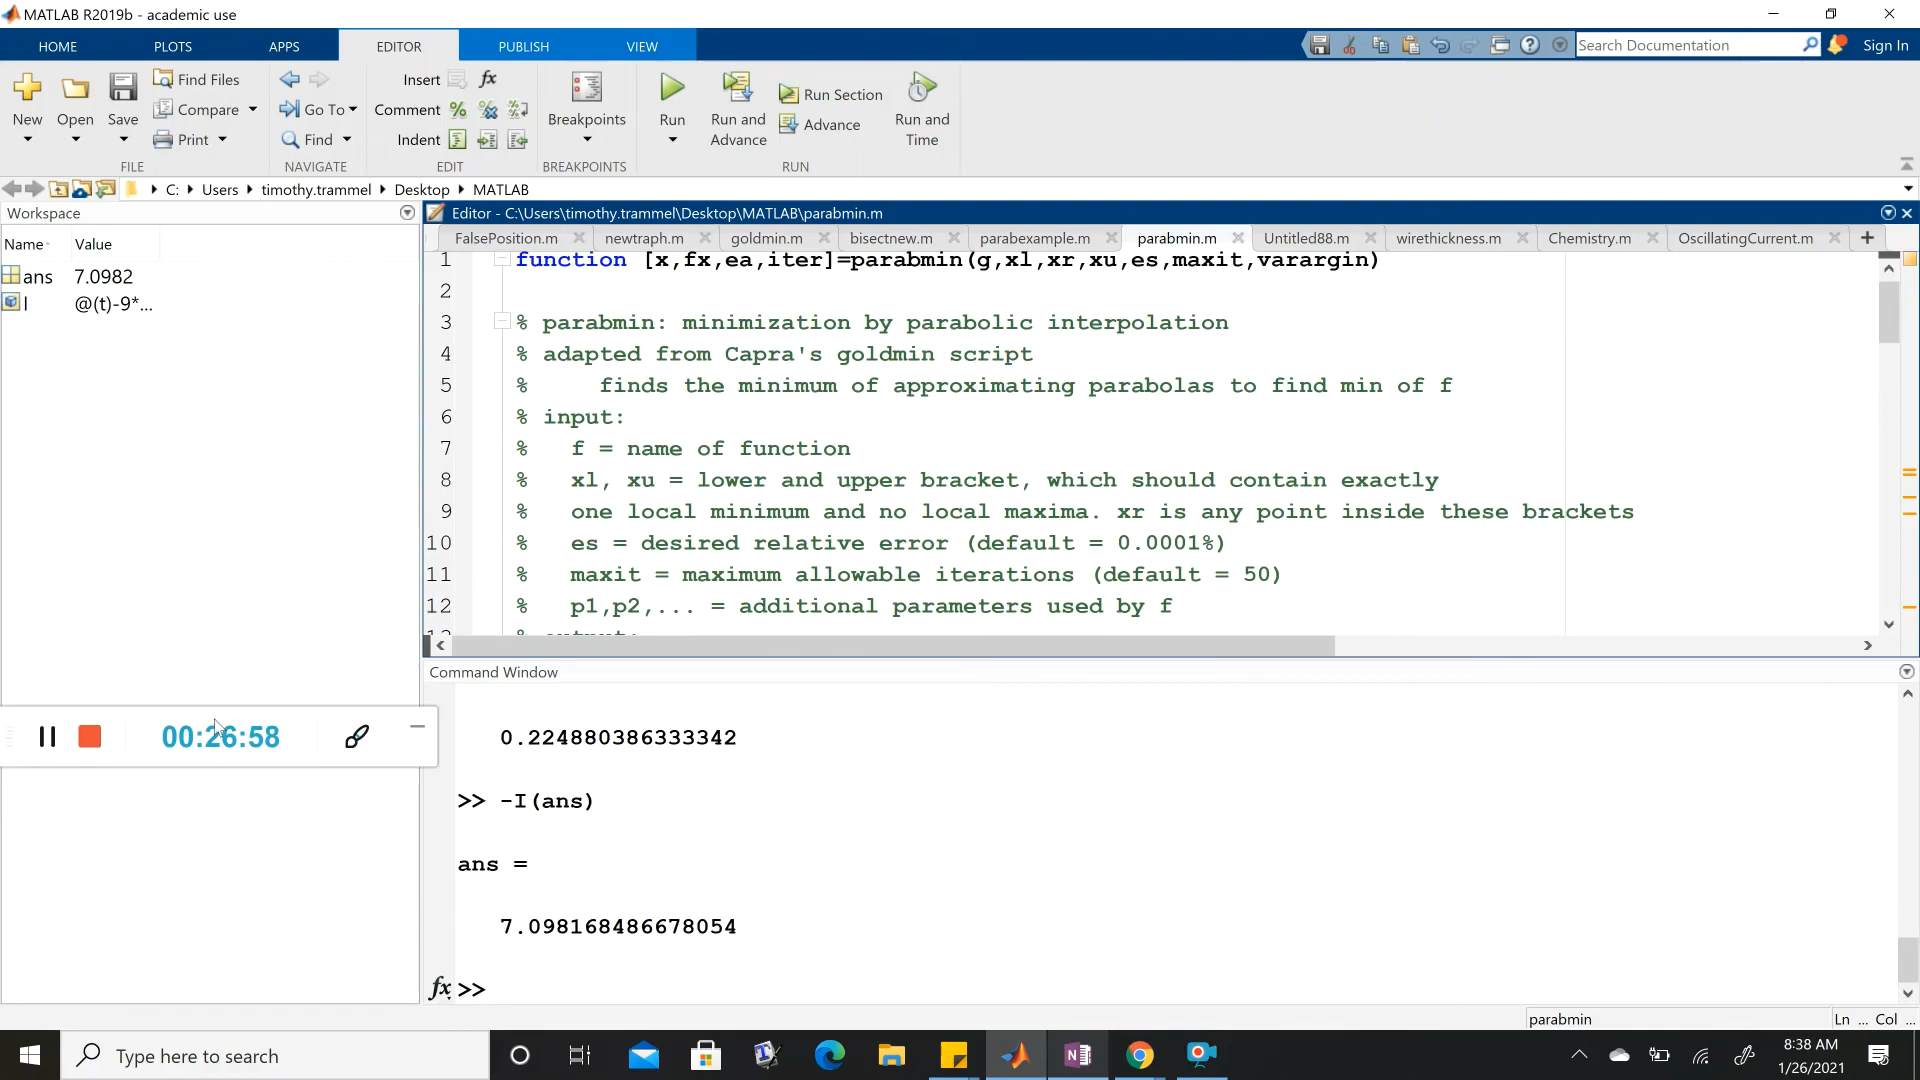 MATLAB R2019b - academic use
HOME PLOTS APPS EDITOR PUBLISH VIEW
Search Documentation
Sign In
New Open Save
Find Files
Compare
Print
FILE
Go To
Find
NAVIGATE
Insert fx
Comment
Indent
EDIT
Breakpoints
BREAKPOINTS
Run
Run and Advance
Run Section
Advance
Run and Time
RUN
C: Users timothy.trammel Desktop MATLAB
Workspace
Name Value
ans 7.0982
I @(t)-9*...
Editor - C:\Users\timothy.trammel\Desktop\MATLAB\parabmin.m
FalsePosition.m newtraph.m goldmin.m bisectnew.m parabexample.m parabmin.m Untitled88.m wirethickness.m Chemistry.m OscillatingCurrent.m
1 function [x,fx,ea,iter]=parabmin(g,xl,xr,xu,es,maxit,varargin)
2
3 % parabmin: minimization by parabolic interpolation
4 % adapted from Capra's goldmin script
5 % finds the minimum of approximating parabolas to find min of f
6 % input:
7 % f = name of function
8 % xl, xu = lower and upper bracket, which should contain exactly
9 % one local minimum and no local maxima. xr is any point inside these brackets
10 % es = desired relative error (default = 0.0001%)
11 % maxit = maximum allowable iterations (default = 50)
12 % p1,p2,... = additional parameters used by f
Command Window
0.224880386333342
>> -I(ans)
ans =
7.098168486678054
fx >>
00:26:58
parabmin
Ln ... Col ...
Type here to search
8:38 AM
1/26/2021